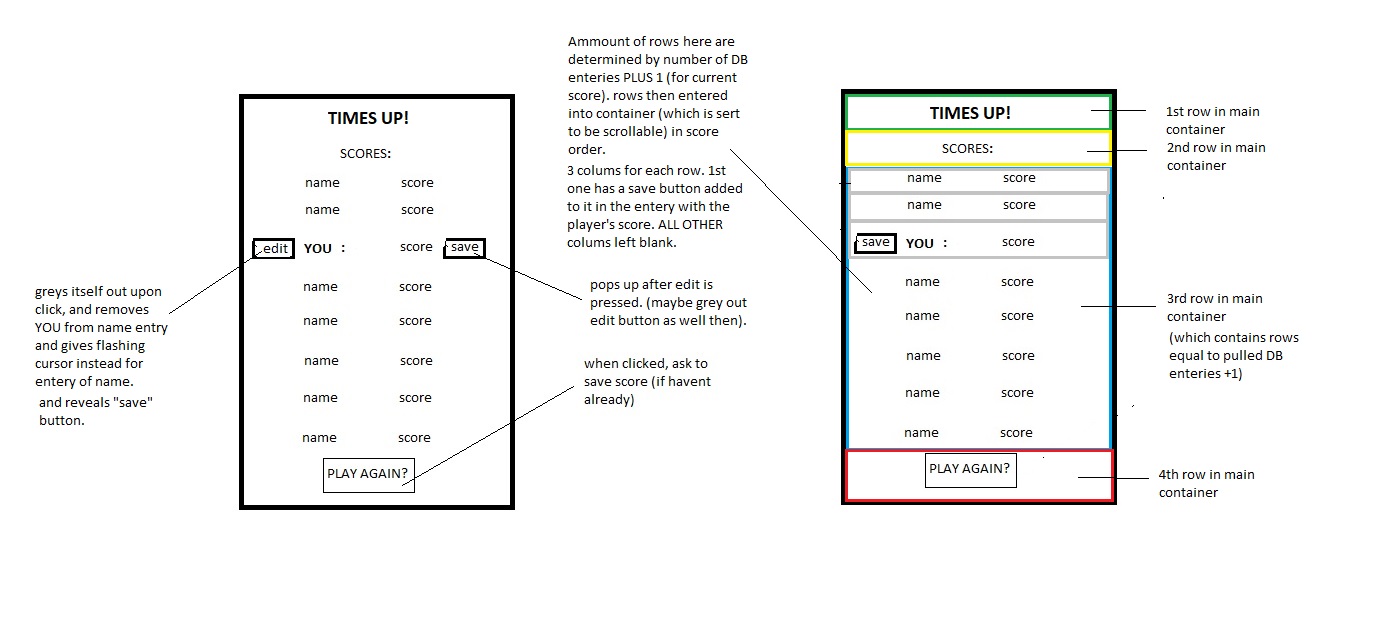 TIMES UP!
SCORES:
name score
name score
edit YOU : score save
name score
name score
name score
name score
name score
PLAY AGAIN?
greys itself out upon
click, and removes
YOU from name entry
and gives flashing
cursor instead for
entery of name.
and reveals "save"
button.
Ammount of rows here are
determined by number of DB
enteries PLUS 1 (for current
score). rows then entered
into container (which is sert
to be scrollable) in score
order.
3 colums for each row. 1st
one has a save button added
to it in the entery with the
player's score. ALL OTHER
colums left blank.
pops up after edit is
pressed. (maybe grey out
edit button as well then).
when clicked, ask to
save score (if havent
already)
TIMES UP!
SCORES:
name score
name score
save YOU : score
name score
name score
name score
name score
name score
PLAY AGAIN?
1st row in main
container
2nd row in main
container
3rd row in main
container
(which contains rows
equal to pulled DB
enteries +1)
4th row in main
container